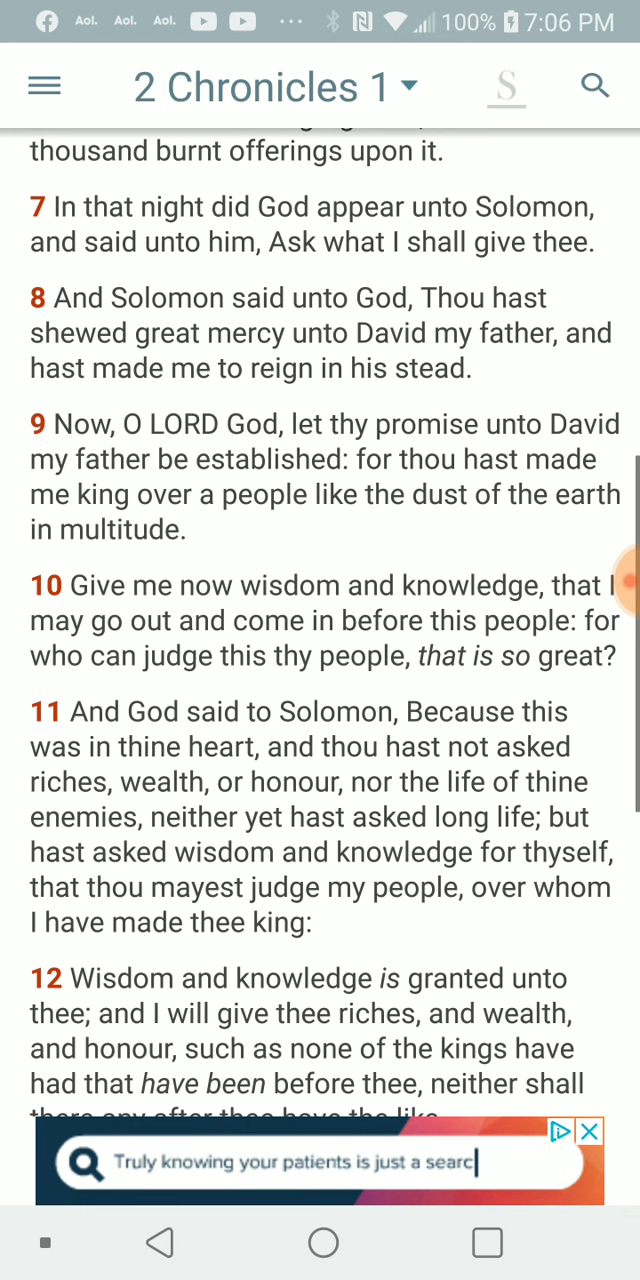 Aol. Aol. Aol. ... 100% 7:06 PM
2 Chronicles 1 S
thousand burnt offerings upon it.
7 In that night did God appear unto Solomon,
and said unto him, Ask what I shall give thee.
8 And Solomon said unto God, Thou hast
shewed great mercy unto David my father, and
hast made me to reign in his stead.
9 Now, O LORD God, let thy promise unto David
my father be established: for thou hast made
me king over a people like the dust of the earth
in multitude.
10 Give me now wisdom and knowledge, that I
may go out and come in before this people: for
who can judge this thy people, that is so great?
11 And God said to Solomon, Because this
was in thine heart, and thou hast not asked
riches, wealth, or honour, nor the life of thine
enemies, neither yet hast asked long life; but
hast asked wisdom and knowledge for thyself,
that thou mayest judge my people, over whom
I have made thee king:
12 Wisdom and knowledge is granted unto
thee; and I will give thee riches, and wealth,
and honour, such as none of the kings have
had that have been before thee, neither shall
there any after thee have the like.
Truly knowing your patients is just a searc